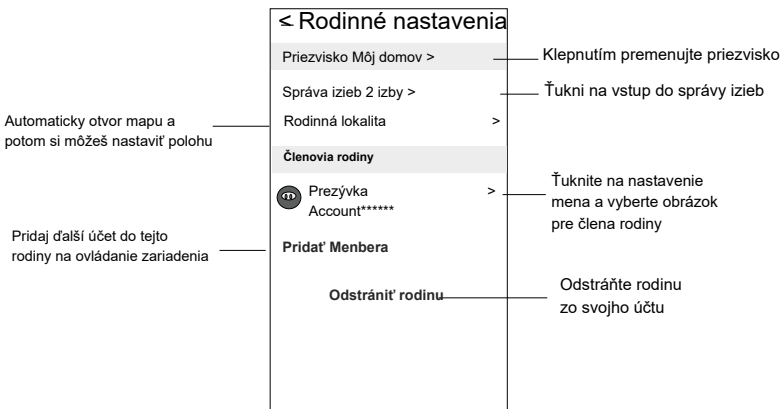 < Rodinné nastavenia
Priezvisko Môj domov >
Klepnutím premenujte priezvisko
Správa izieb 2 izby >
Ťukni na vstup do správy izieb
Automaticky otvor mapu a
potom si môžeš nastaviť polohu
Rodinná lokalita >
Členovia rodiny
Prezývka >
Account******
Ťuknite na nastavenie
mena a vyberte obrázok
pre člena rodiny
Pridaj ďalší účet do tejto
rodiny na ovládanie zariadenia
Pridať Menbera
Odstrániť rodinu
Odstráňte rodinu
zo svojho účtu